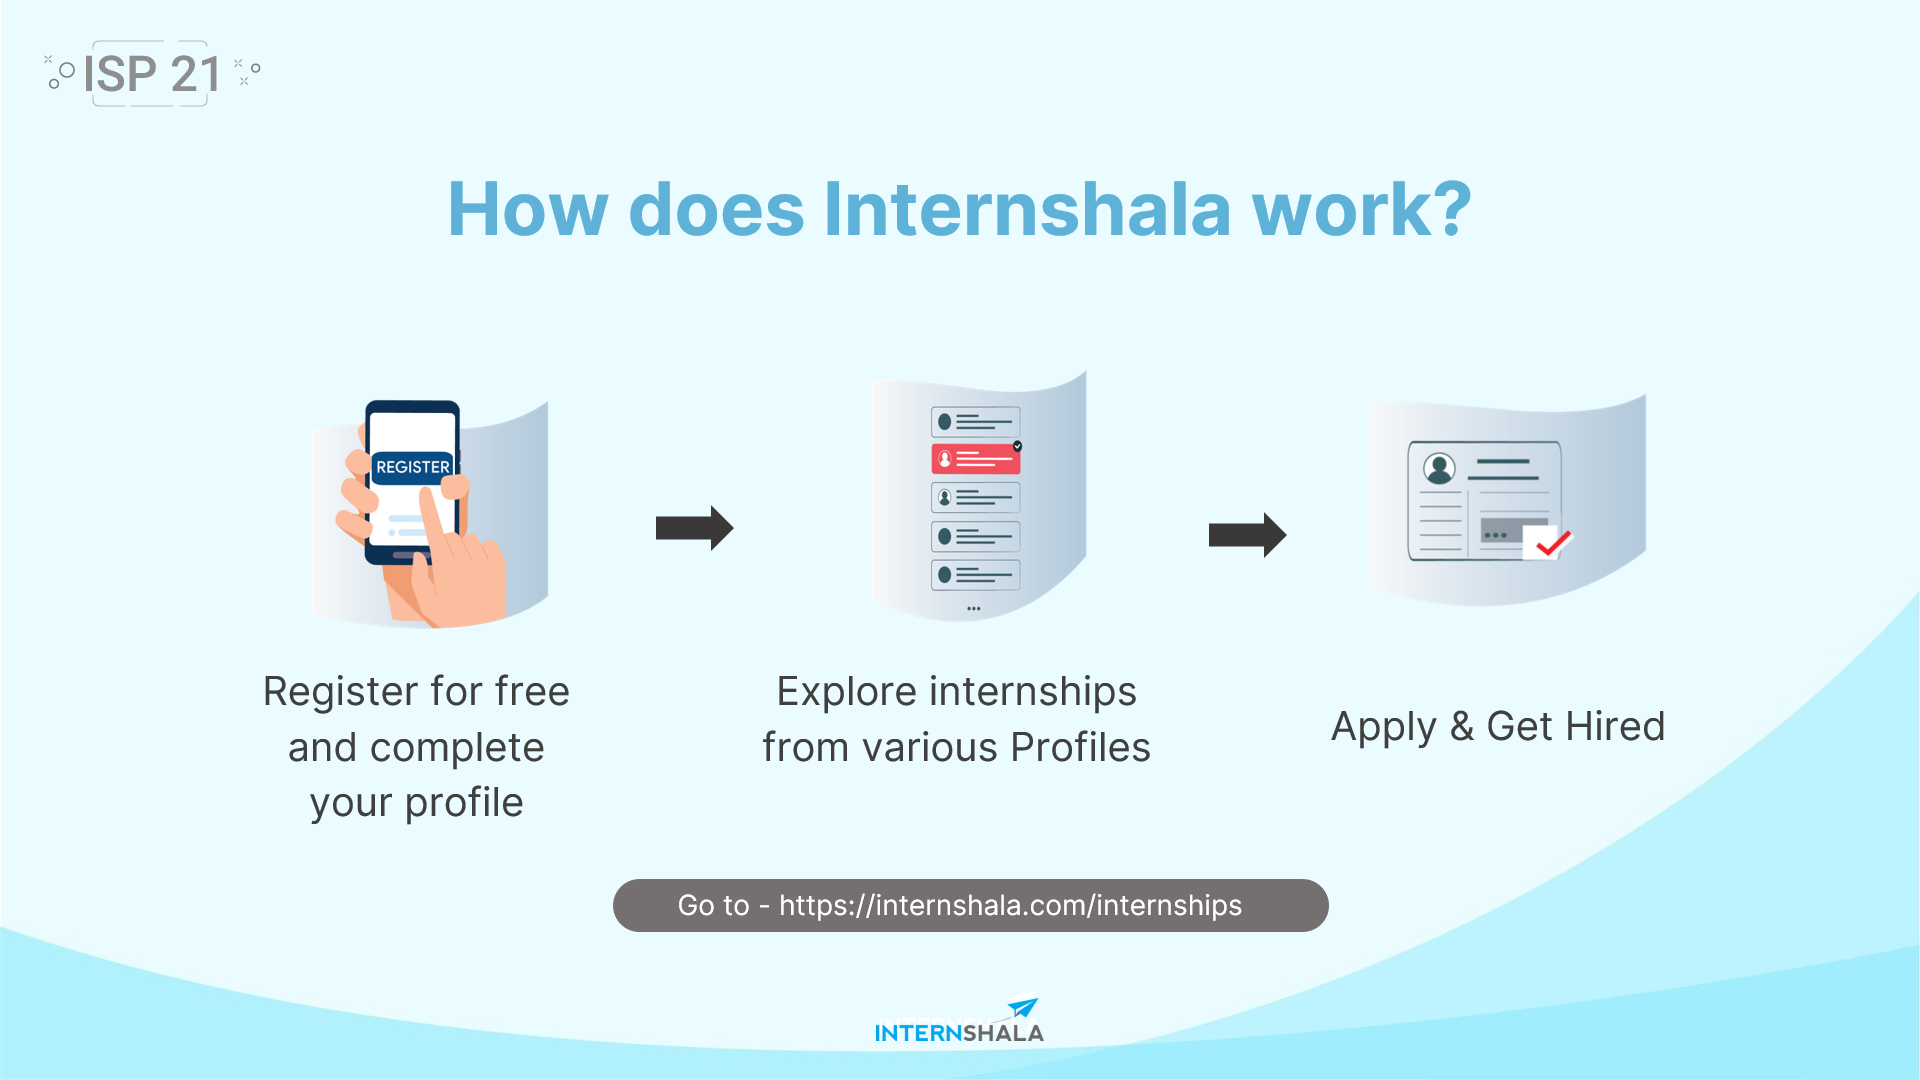 ISP 21
How does Internshala work?
REGISTER
Register for free
and complete
your profile
Explore internships
from various Profiles
Apply & Get Hired
Go to - https://internshala.com/internships
INTERNSHALA